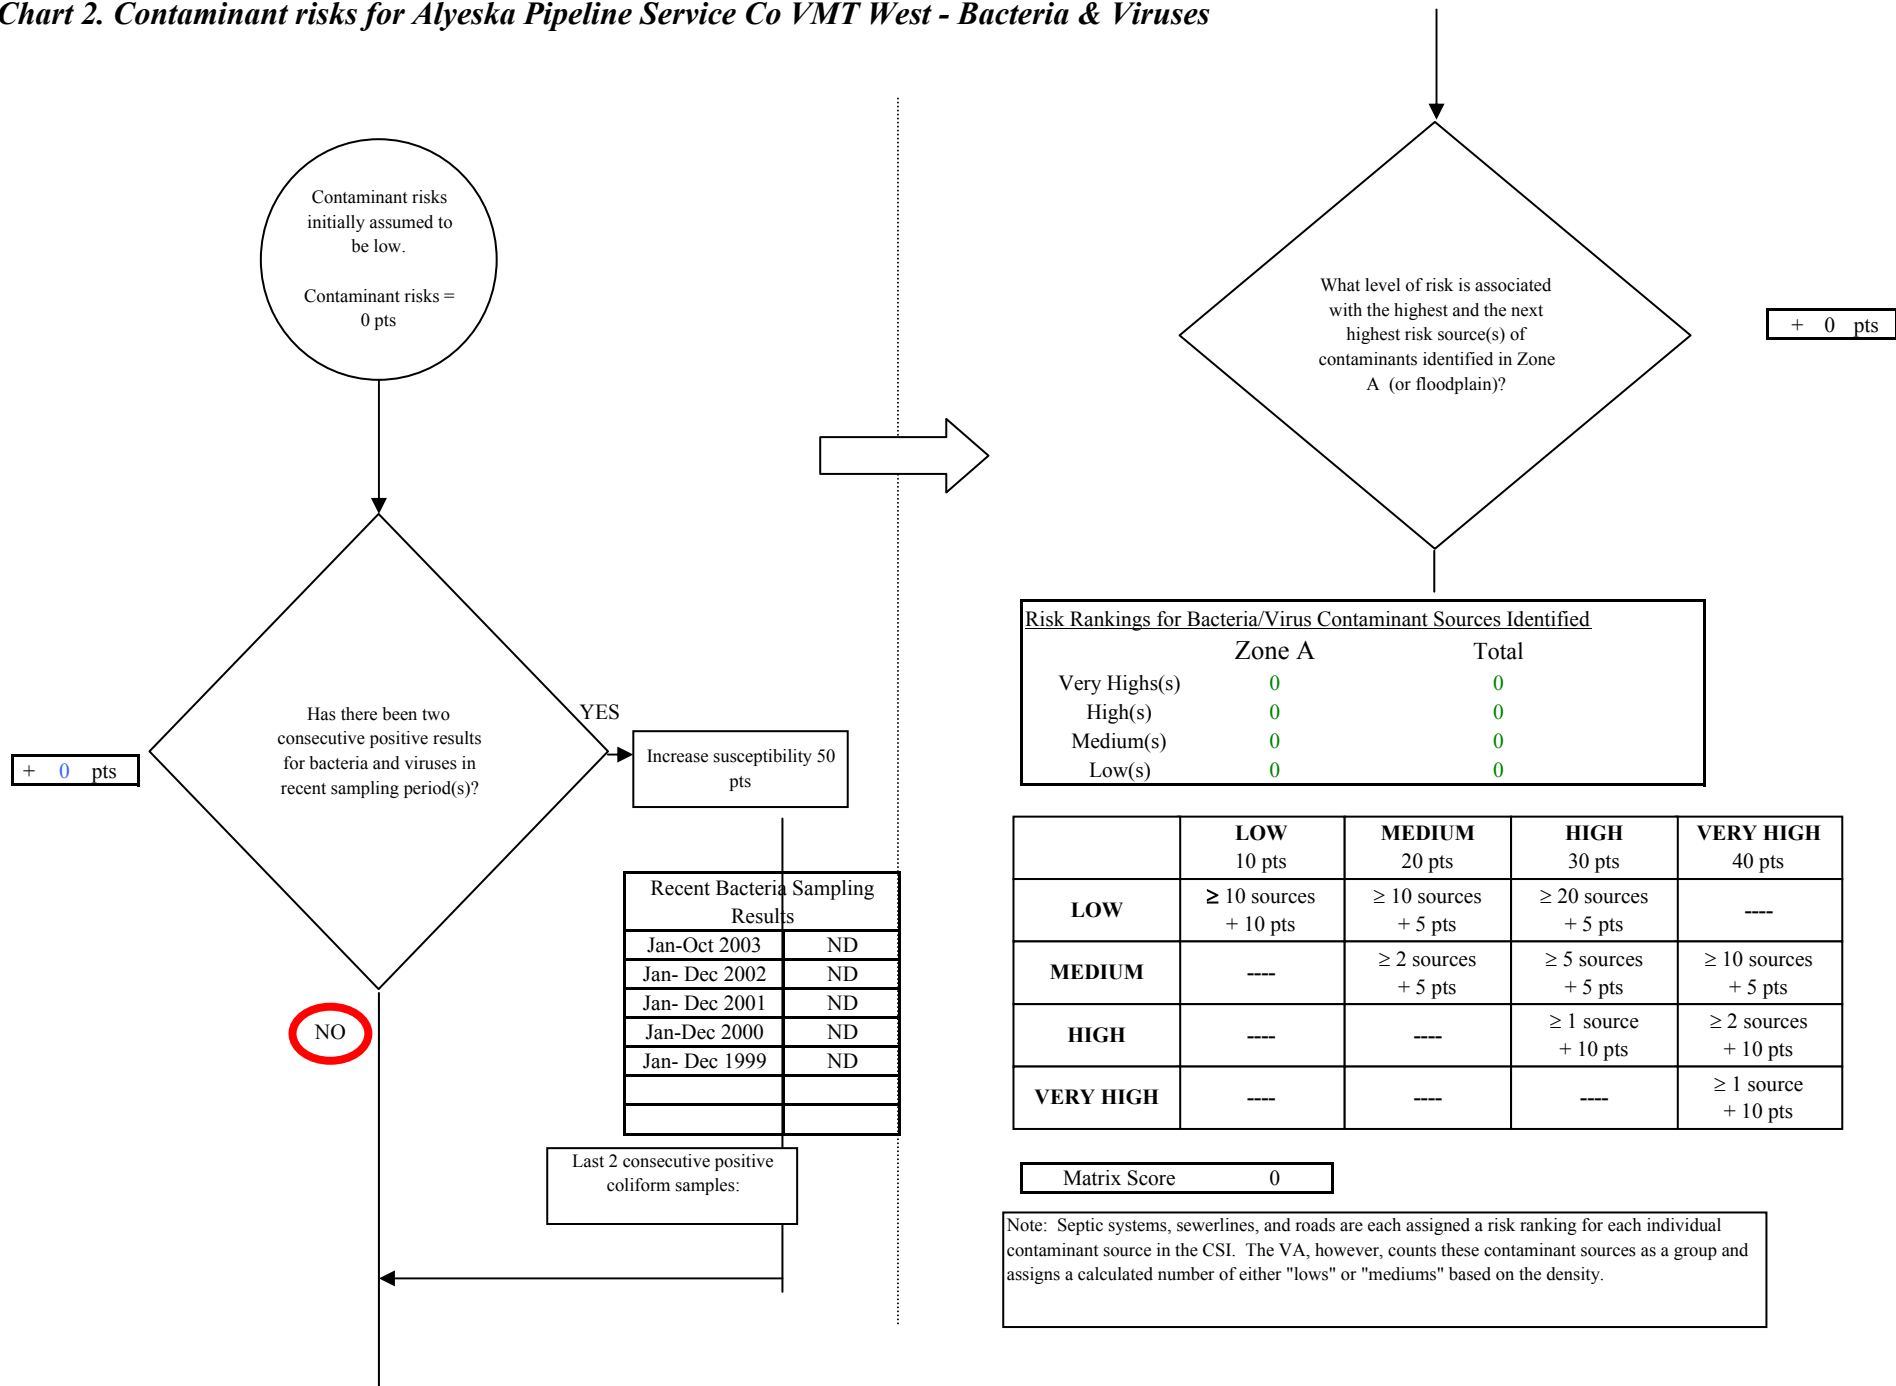 Chart 2. Contaminant risks for Alyeska Pipeline Service Co VMT West - Bacteria & Viruses
Contaminant risks
initially assumed to
be low.
Contaminant risks =
0 pts
Has there been two
consecutive positive results
for bacteria and viruses in
recent sampling period(s)?
+ 0 pts
YES
Increase susceptibility 50
pts
NO
Recent Bacteria Sampling
Results
Jan-Oct 2003 ND
Jan- Dec 2002 ND
Jan- Dec 2001 ND
Jan-Dec 2000 ND
Jan- Dec 1999 ND
Last 2 consecutive positive
coliform samples:
What level of risk is associated
with the highest and the next
highest risk source(s) of
contaminants identified in Zone
A (or floodplain)?
+ 0 pts
Risk Rankings for Bacteria/Virus Contaminant Sources Identified
Zone A Total
Very Highs(s) 0 0
High(s) 0 0
Medium(s) 0 0
Low(s) 0 0
LOW MEDIUM HIGH VERY HIGH
10 pts 20 pts 30 pts 40 pts
LOW ≥ 10 sources ≥ 10 sources ≥ 20 sources ----
+ 10 pts + 5 pts + 5 pts
MEDIUM ---- ≥ 2 sources ≥ 5 sources ≥ 10 sources
+ 5 pts + 5 pts + 5 pts
HIGH ---- ---- ≥ 1 source ≥ 2 sources
+ 10 pts + 10 pts
VERY HIGH ---- ---- ---- ≥ 1 source
+ 10 pts
Matrix Score 0
Note: Septic systems, sewerlines, and roads are each assigned a risk ranking for each individual
contaminant source in the CSI. The VA, however, counts these contaminant sources as a group and
assigns a calculated number of either "lows" or "mediums" based on the density.